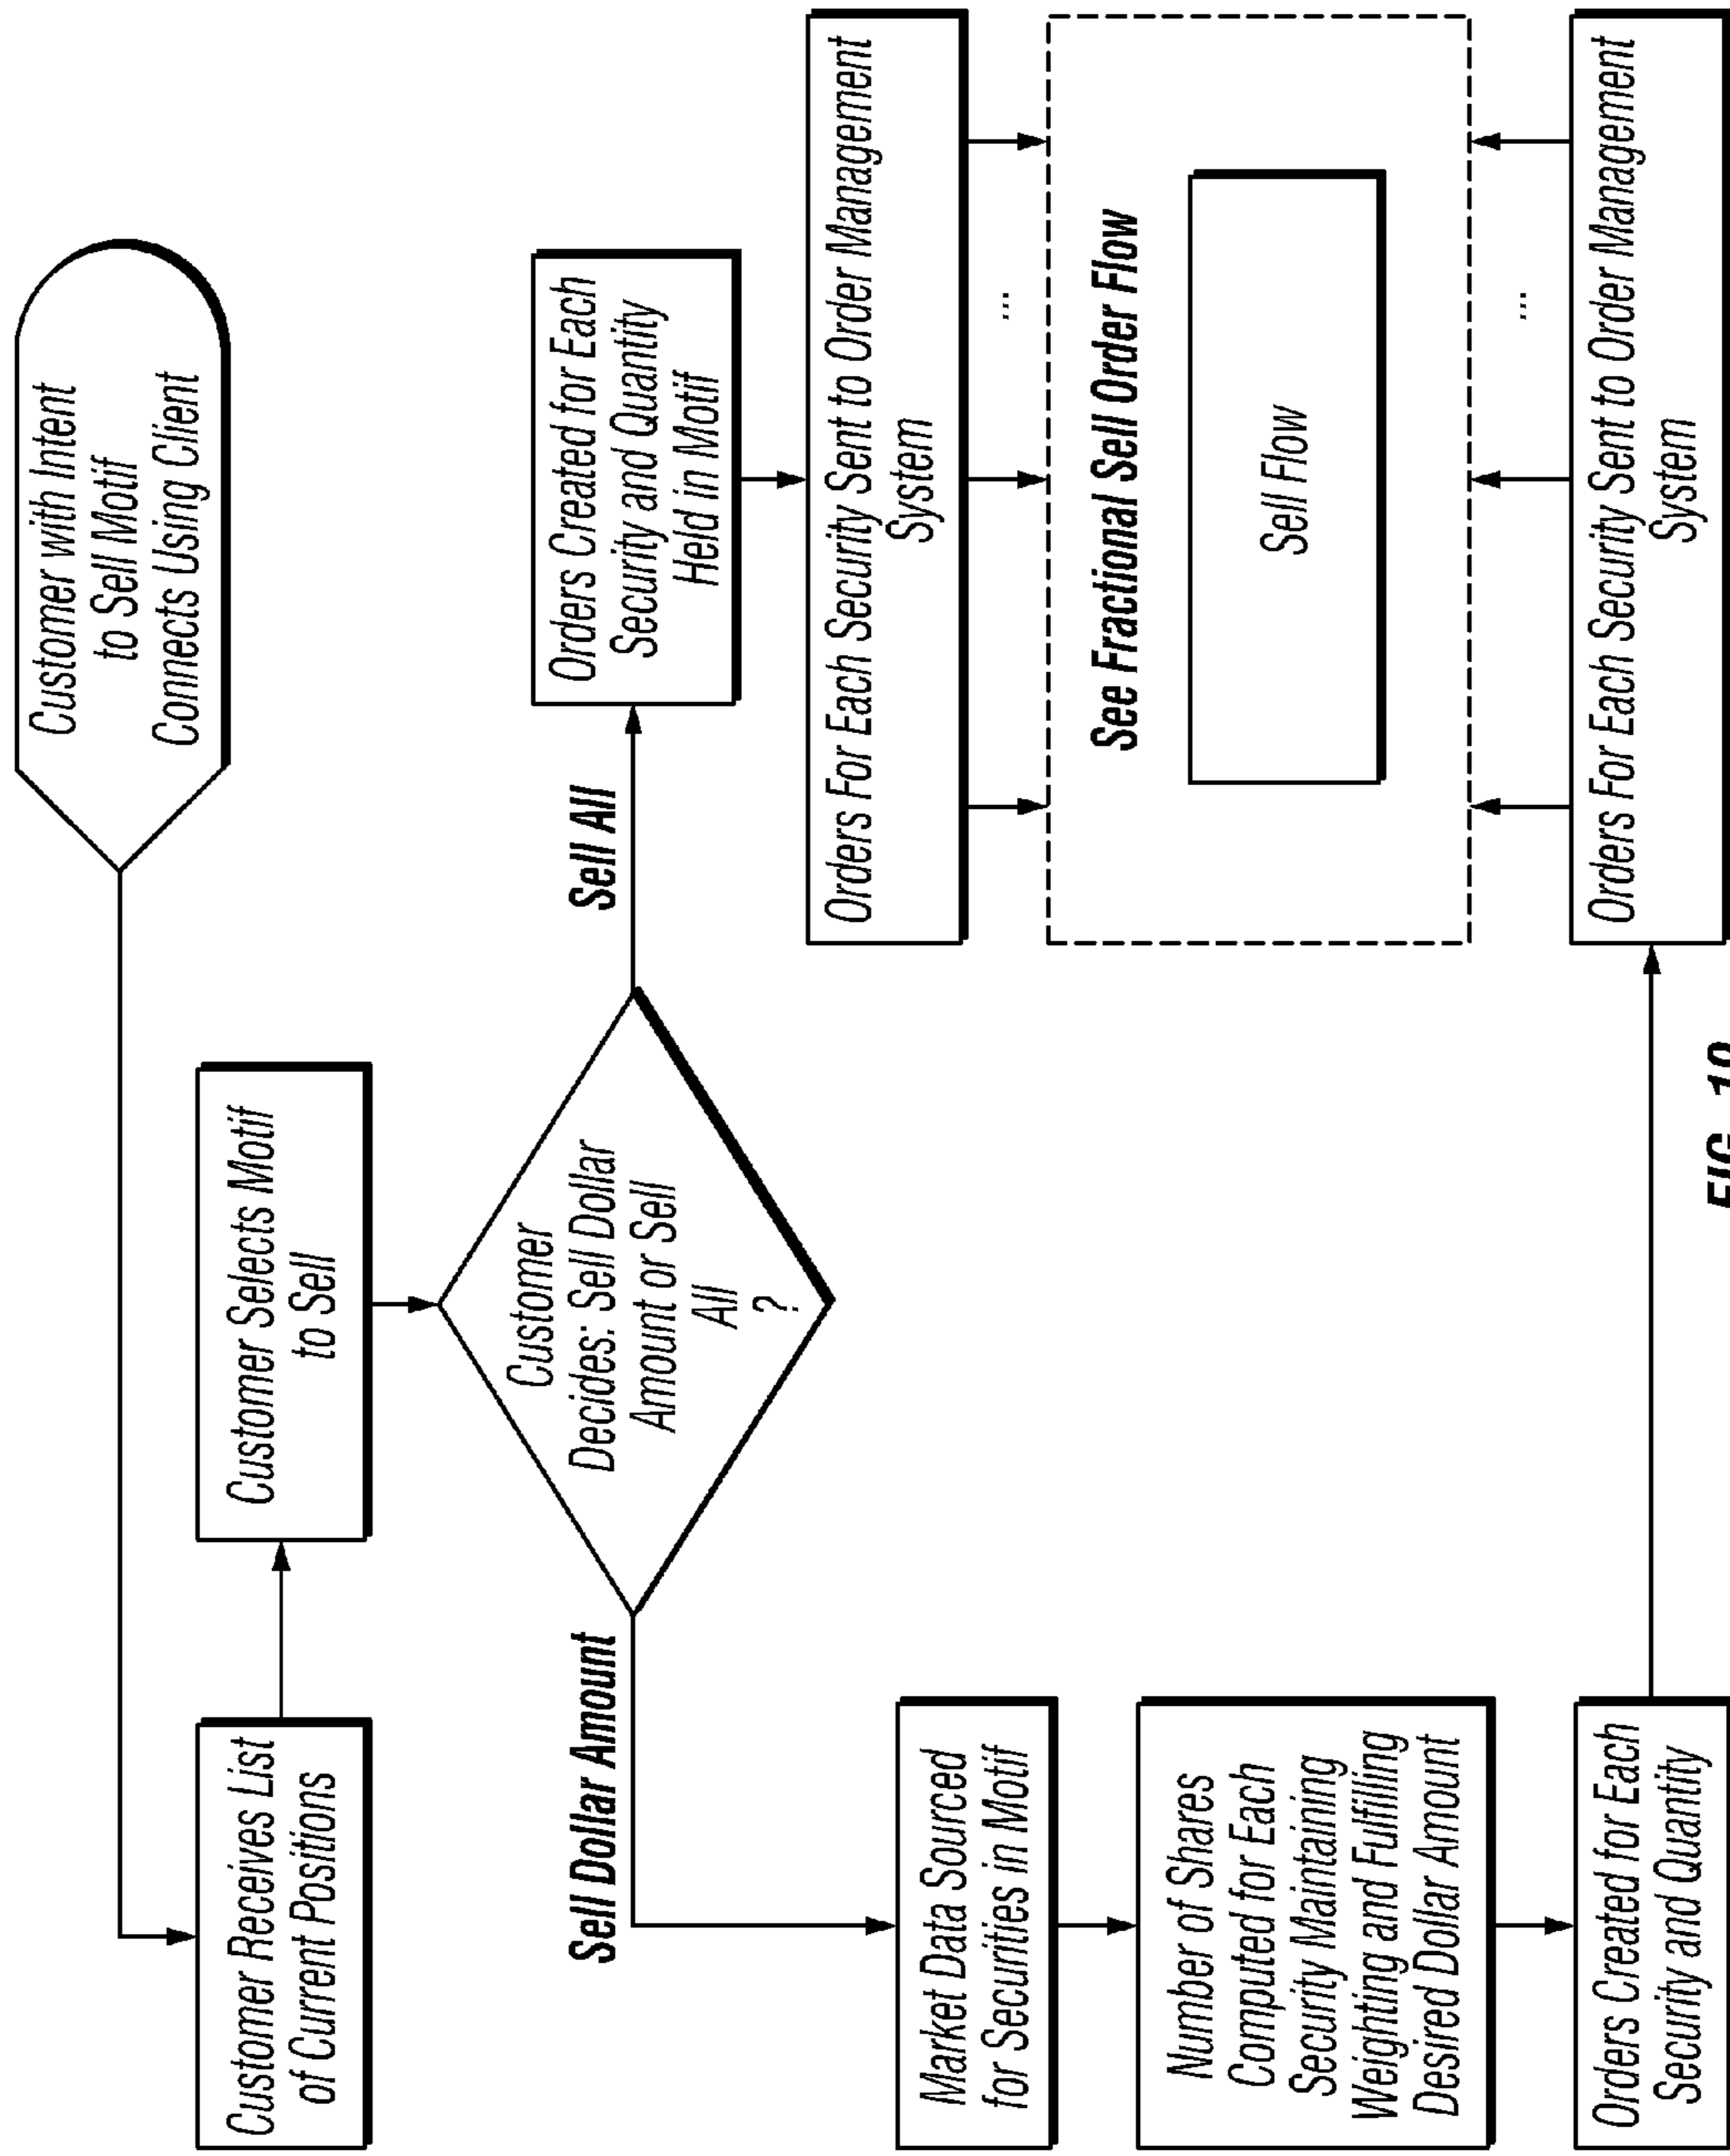 Customer with Intent
to Sell Motif
Connects Using Client
Customer Receives List
of Current Positions
Customer Selects Motif
to Sell
Customer
Decides: Sell Dollar
Amount or Sell
All
?
Sell Dollar Amount
Sell All
Orders Created for Each
Security and Quantity
Held in Motif
Orders For Each Security Sent to Order Management
System
...
See Fractional Sell Order Flow
Sell Flow
Market Data Sourced
for Securities in Motif
Number of Shares
Computed for Each
Security Maintaining
Weighting and Fulfilling
Desired Dollar Amount
Orders Created for Each
Security and Quantity
...
Orders For Each Security Sent to Order Management
System